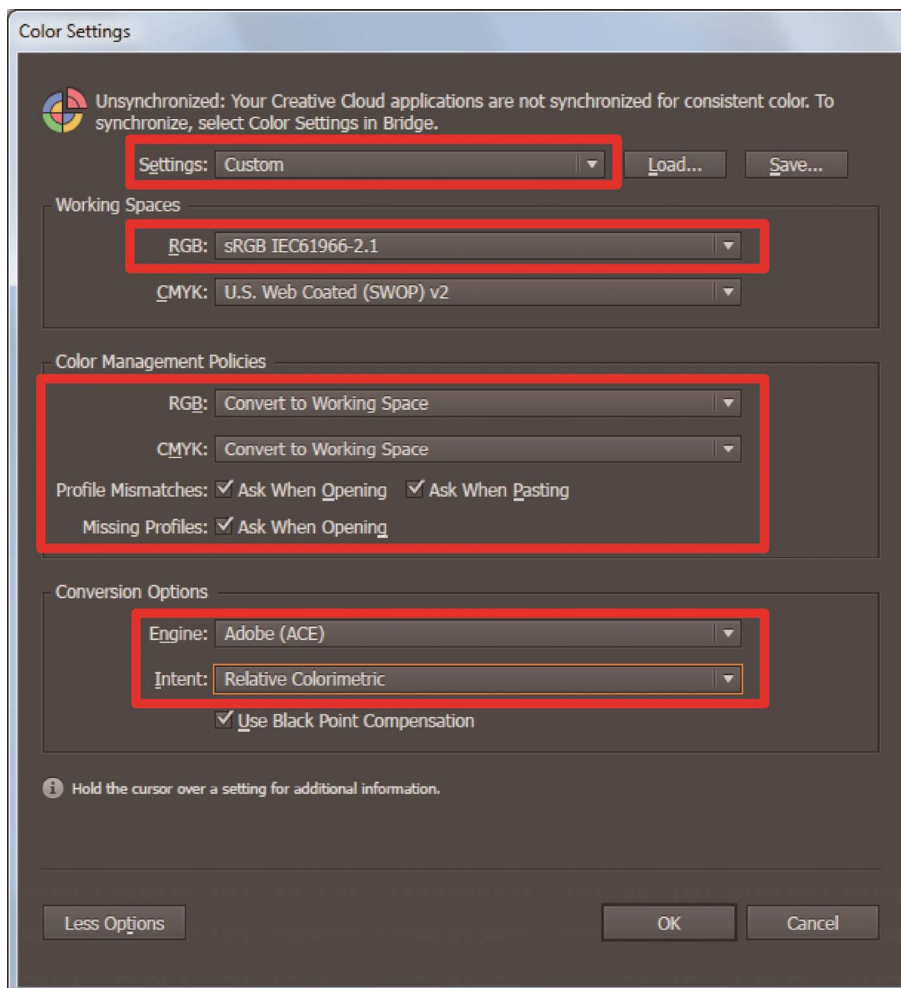 Color Settings
Unsynchronized: Your Creative Cloud applications are not synchronized for consistent color. To
synchronize, select Color Settings in Bridge.
Settings: Custom Load... Save...
Working Spaces
RGB: sRGB IEC61966-2.1
CMYK: U.S. Web Coated (SWOP) v2
Color Management Policies
RGB: Convert to Working Space
CMYK: Convert to Working Space
Profile Mismatches: Ask When Opening Ask When Pasting
Missing Profiles: Ask When Opening
Conversion Options
Engine: Adobe (ACE)
Intent: Relative Colorimetric
Use Black Point Compensation
Hold the cursor over a setting for additional information.
Less Options OK Cancel